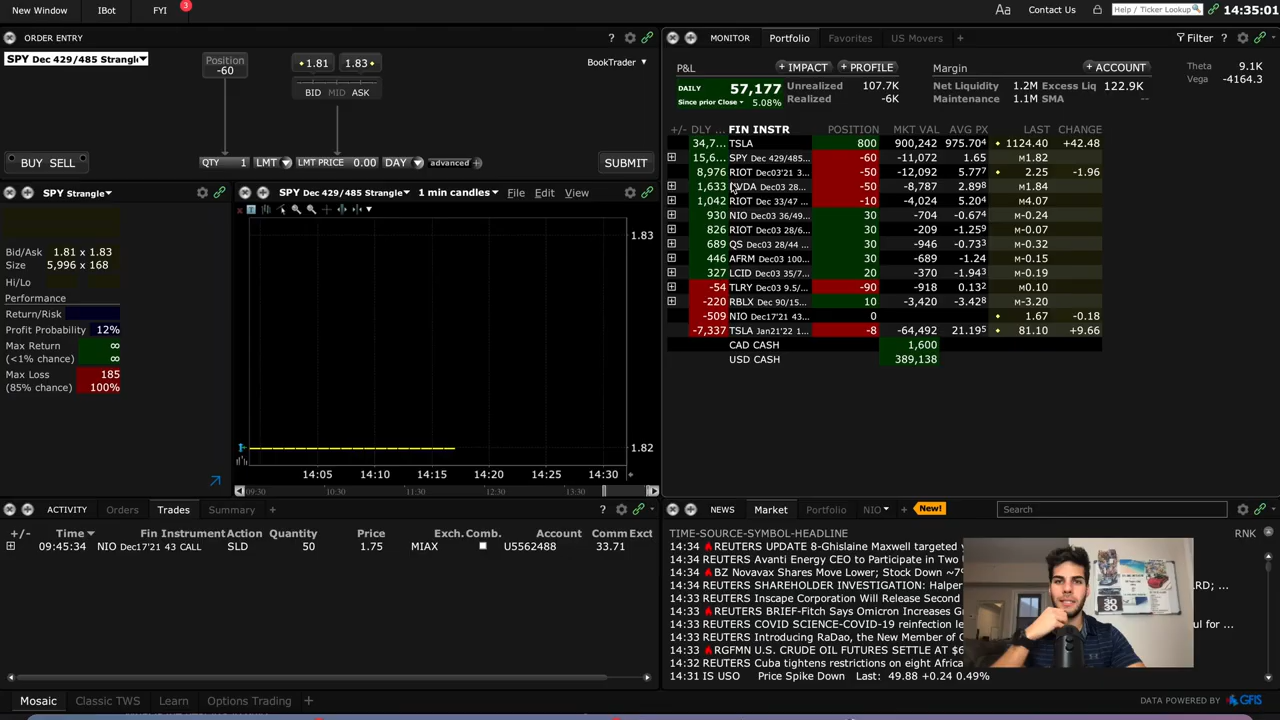 New Window IBot FYI 3 Aa Contact Us Help / Ticker Lookup 14:35:01
ORDER ENTRY ?
SPY Dec 429/485 Strangle
Position
-60
1.81 1.83
BID MID ASK
BookTrader
BUY SELL QTY 1 LMT LMT PRICE 0.00 DAY advanced SUBMIT
SPY Strangle
Bid/Ask 1.81 x 1.83
Size 5,996 x 168
Hi/Lo
Performance
Return/Risk
Profit Probability 12%
Max Return ∞
(<1% chance) ∞
Max Loss 185
(85% chance) 100%
SPY Dec 429/485 Strangle 1 min candles File Edit View
1.83
1.82
14:05 14:10 14:15 14:20 14:25 14:30
09:30 10:30 11:30 12:30 13:30
MONITOR Portfolio Favorites US Movers + Filter ?
P&L + IMPACT + PROFILE Margin + ACCOUNT
DAILY 57,177
Since prior Close 5.08%
Unrealized 107.7K
Realized -6K
Net Liquidity 1.2M Excess Liq 122.9K
Maintenance 1.1M SMA --
Theta 9.1K
Vega -4164.3
+/- DLY ... FIN INSTR POSITION MKT VAL AVG PX LAST CHANGE
34,7... TSLA 800 900,242 975.704 1124.40 +42.48
15,6... SPY Dec 429/485... -60 -11,072 1.65 M1.82
8,976 RIOT Dec03'21 3... -50 -12,092 5.777 2.25 -1.96
1,633 VDA Dec03 28... -50 -8,787 2.898 M1.84
1,042 RIOT Dec 33/47 ... -10 -4,024 5.204 M4.07
930 NIO Dec03 36/49... 30 -704 -0.674 M-0.24
826 RIOT Dec03 28/6... 30 -209 -1.259 M-0.07
689 QS Dec03 28/44 ... 30 -946 -0.733 M-0.32
446 AFRM Dec03 100... 30 -689 -1.24 M-0.15
327 LCID Dec03 35/7... 20 -370 -1.943 M-0.19
-54 TLRY Dec03 9.5/... -90 -918 0.132 M0.10
-220 RBLX Dec 90/15... 10 -3,420 -3.428 M-3.20
-509 NIO Dec17'21 43... 0 1.67 -0.18
-7,337 TSLA Jan21'22 1... -8 -64,492 21.195 81.10 +9.66
CAD CASH 1,600
USD CASH 389,138
ACTIVITY Orders Trades Summary + ?
+/- Time Fin Instrument Action Quantity Price Exch. Comb. Account Comm Exct
09:45:34 NIO Dec17'21 43 CALL SLD 50 1.75 MIAX U5562488 33.71
NEWS Market Portfolio NIO + New! Search
TIME-SOURCE-SYMBOL-HEADLINE RNK
14:34 REUTERS UPDATE 8-Ghislaine Maxwell targeted
14:34 REUTERS Avanti Energy CEO to Participate in Two
14:34 BZ Novavax Shares Move Lower; Stock Down ~7
14:34 REUTERS SHAREHOLDER INVESTIGATION: Halper RD; ...
14:34 REUTERS Inscape Corporation Will Release Second
14:33 REUTERS BRIEF-Fitch Says Omicron Increases G
14:33 REUTERS COVID SCIENCE-COVID-19 reinfection le ul for ...
14:33 REUTERS Introducing RaDao, the New Member of
14:33 RGFMN U.S. CRUDE OIL FUTURES SETTLE AT $6
14:32 REUTERS Cuba tightens restrictions on eight Africa
14:31 IS USO Price Spike Down Last: 49.88 +0.24 0.49%
30
30
Mosaic Classic TWS Learn Options Trading + DATA POWERED BY GFIS